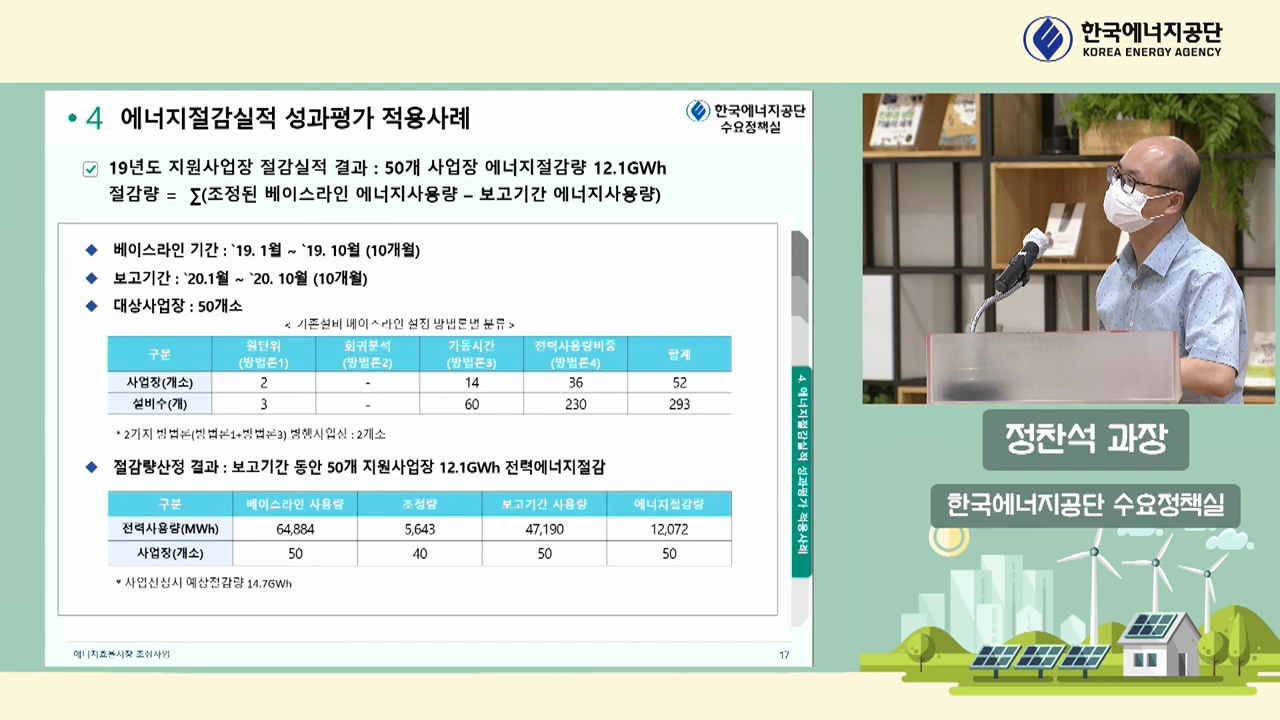 한국에너지공단
KOREA ENERGY AGENCY
• 4 에너지절감실적 성과평가 적용사례
한국에너지공단
수요정책실
19년도 지원사업장 절감실적 결과 : 50개 사업장 에너지절감량 12.1GWh
절감량 = ∑(조정된 베이스라인 에너지사용량 – 보고기간 에너지사용량)
◆ 베이스라인 기간 : `19. 1월 ~ `19. 10월 (10개월)
◆ 보고기간 : `20.1월 ~ `20. 10월 (10개월)
◆ 대상사업장 : 50개소
< 기존설비 베이스라인 설정 방법론별 분류 >
구분 원단위 (방법론1) 회귀분석 (방법론2) 가동시간 (방법론3) 전력사용량비중 (방법론4) 합계
사업장(개소) 2 - 14 36 52
설비수(개) 3 - 60 230 293
* 2가지 방법론(방법론1+방법론3) 병행사업장 : 2개소
◆ 절감량산정 결과 : 보고기간 동안 50개 지원사업장 12.1GWh 전력에너지절감
구분 베이스라인 사용량 조정량 보고기간 사용량 에너지절감량
전력사용량(MWh) 64,884 5,643 47,190 12,072
사업장(개소) 50 40 50 50
* 사업신청시 예상절감량 14.7GWh
4. 에너지절감실적 성과평가 적용사례
에너지효율시장 조성사업
17
정찬석 과장
한국에너지공단 수요정책실